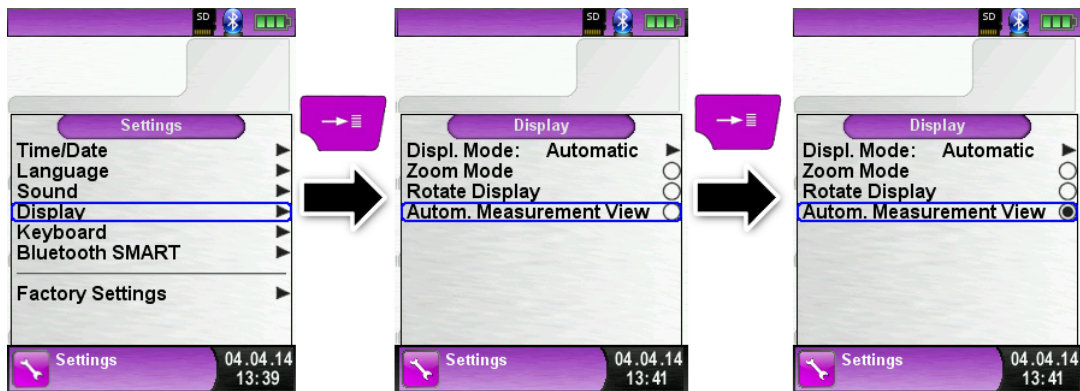 SD
Settings
Time/Date
Language
Sound
Display
Keyboard
Bluetooth SMART
Factory Settings
Settings
04.04.14
13:39
SD
Display
Displ. Mode: Automatic
Zoom Mode
Rotate Display
Autom. Measurement View
Settings
04.04.14
13:41
SD
Display
Displ. Mode: Automatic
Zoom Mode
Rotate Display
Autom. Measurement View
Settings
04.04.14
13:41